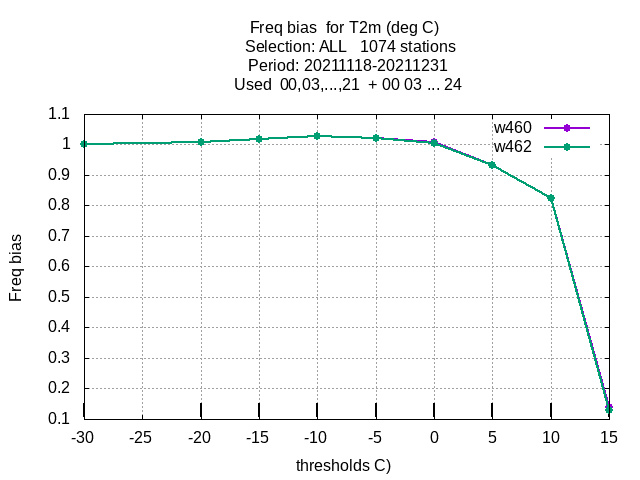 Freq bias  for T2m (deg C)
Selection: ALL   1074 stations
Period: 20211118-20211231
Used  00,03,...,21  + 00 03 ... 24
w460
w462
1.1
1
0.9
0.8
0.7
0.6
0.5
0.4
0.3
0.2
0.1
Freq bias
-30 -25 -20 -15 -10 -5 0 5 10 15
thresholds C)